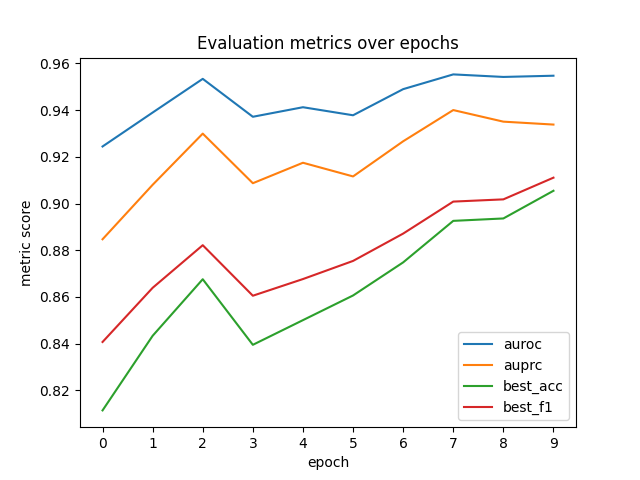 Evaluation metrics over epochs
metric score
0.96
0.94
0.92
0.90
0.88
0.86
0.84
0.82
auroc
auprc
best_acc
best_f1
0 1 2 3 4 5 6 7 8 9
epoch